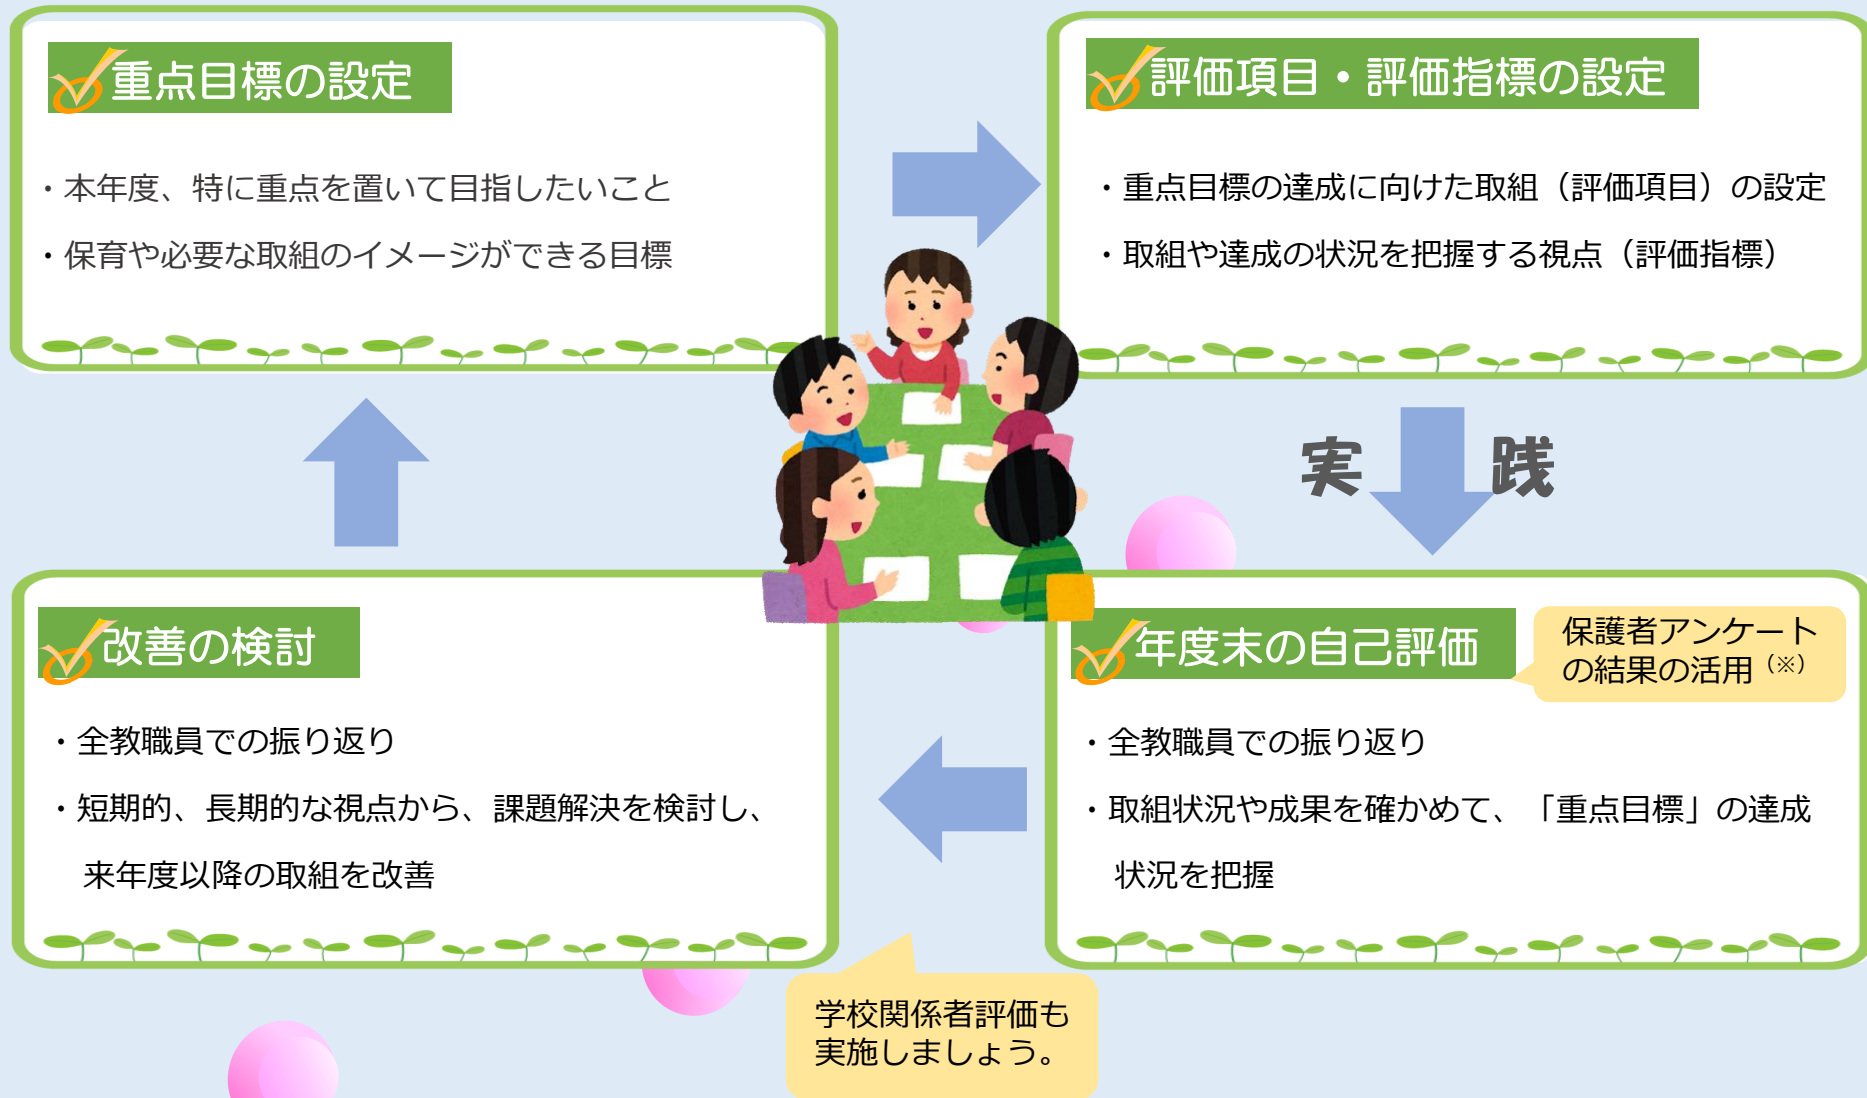 重点目標の設定
・本年度、特に重点を置いて目指したいこと
・保育や必要な取組のイメージができる目標
評価項目・評価指標の設定
・重点目標の達成に向けた取組（評価項目）の設定
・取組や達成の状況を把握する視点（評価指標）
実 践
年度末の自己評価
保護者アンケート
の結果の活用（※）
・全教職員での振り返り
・取組状況や成果を確かめて、「重点目標」の達成
状況を把握
改善の検討
・全教職員での振り返り
・短期的、長期的な視点から、課題解決を検討し、
来年度以降の取組を改善
学校関係者評価も
実施しましょう。